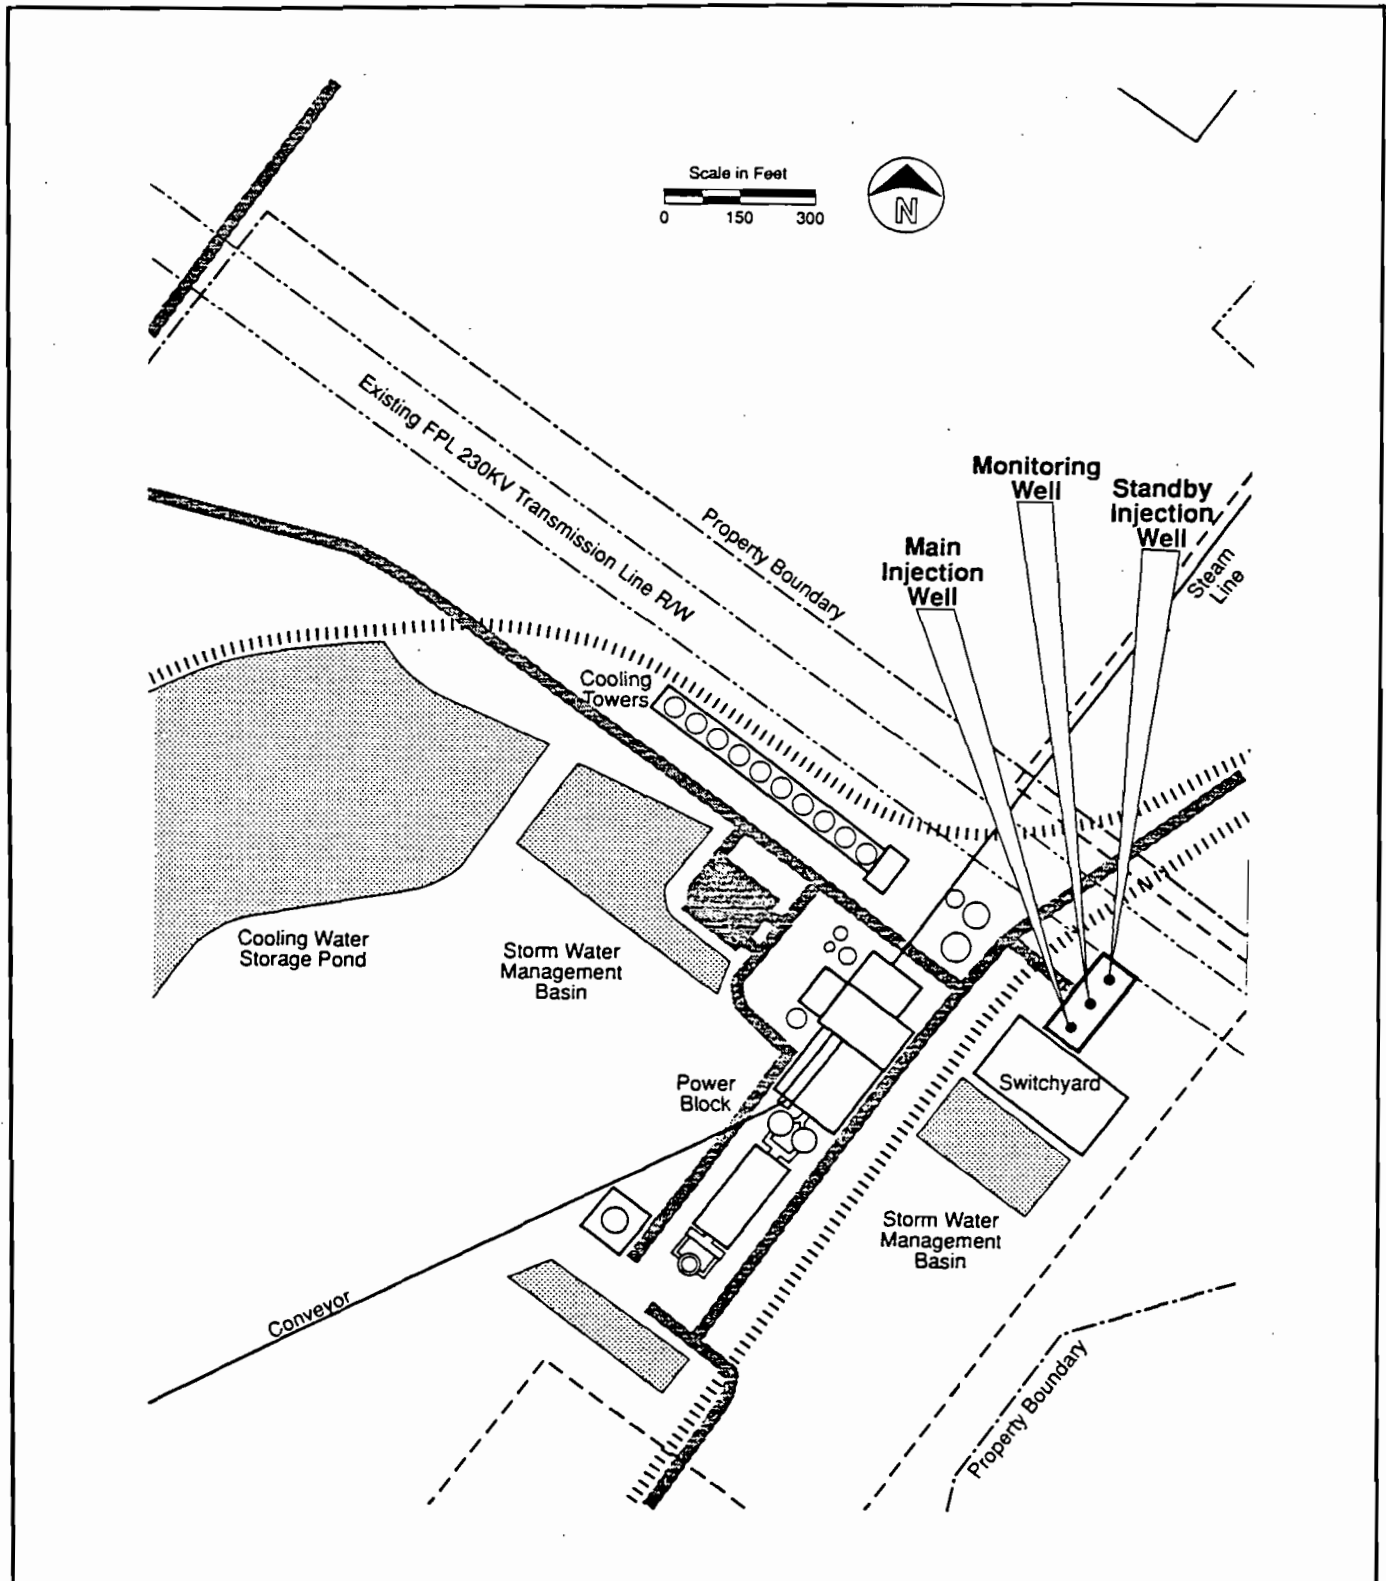 Scale in Feet
0 150 300
N
Existing FPL 230KV Transmission Line R/W
Property Boundary
Monitoring
Well
Standby
Injection
Well
Main
Injection
Well
Steam
Line
Cooling
Towers
Cooling Water
Storage Pond
Storm Water
Management
Basin
Power
Block
Switchyard
Storm Water
Management
Basin
Conveyor
Property Boundary